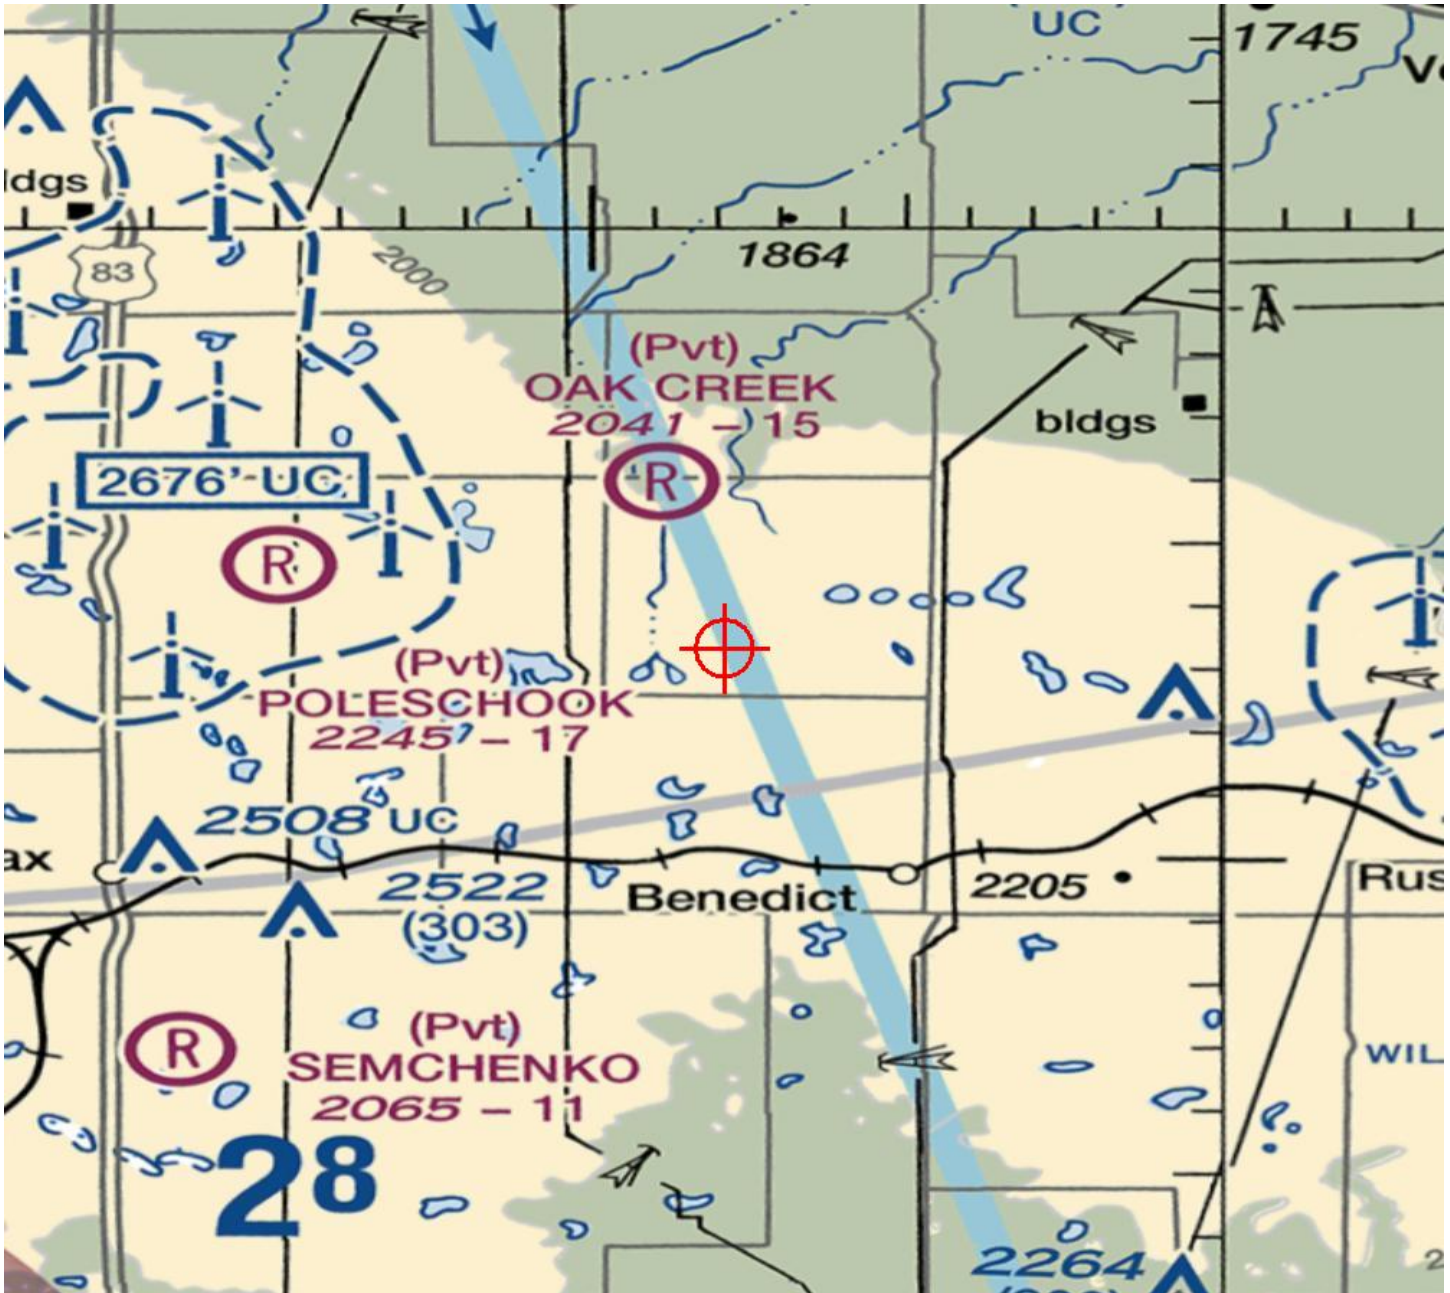 UC
1745
ldgs
83
2000
1864
(Pvt)
OAK CREEK
2041 - 15
R
bldgs
2676' UC
R
(Pvt)
POLESCHOOK
2245 - 17
2508 UC
ax
2522
(303)
Benedict
2205
Rus
R
(Pvt)
SEMCHENKO
2065 - 11
WIL
28
2264